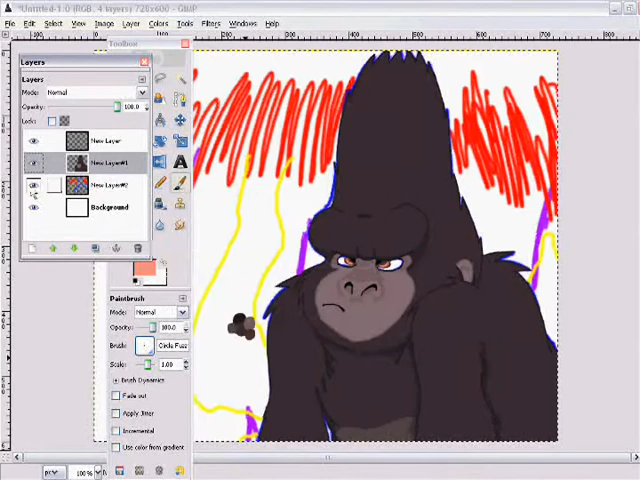 *Untitled-1.0 (RGB, 4 layers) 720x600 – GIMP
File Edit Select View Image Layer Colors Tools Filters Windows Help
Toolbox
Layers
Layers
Mode: Normal
Opacity: 100.0
Lock:
New Layer
New Layer#1
New Layer#2
Background
Paintbrush
Mode: Normal
Opacity: 100.0
Brush: Circle Fuzz
Scale: 1.00
Brush Dynamics
Fade out
Apply Jitter
Incremental
Use color from gradient
px 100 %